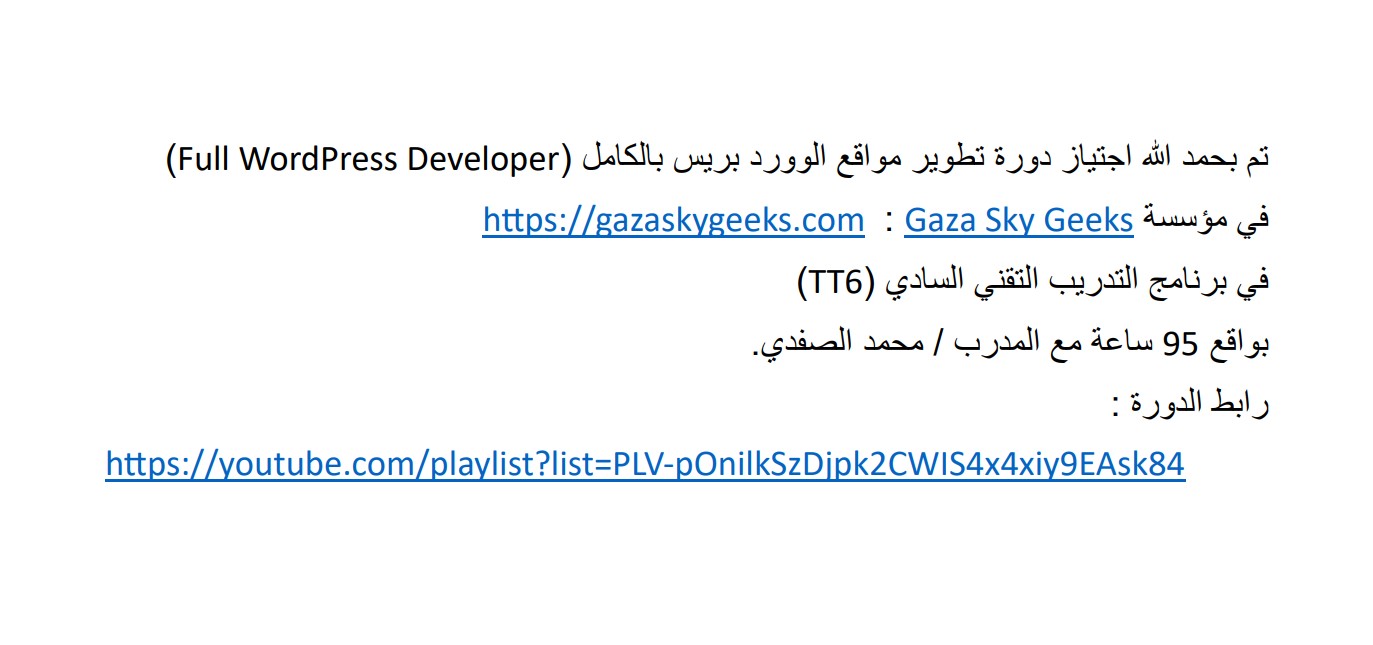 تم بحمد الله اجتياز دورة تطوير مواقع الوورد بريس بالكامل (Full WordPress Developer)
في مؤسسة Gaza Sky Geeks : https://gazaskygeeks.com
في برنامج التدريب التقني السادي (TT6)
بواقع 95 ساعة مع المدرب / محمد الصفدي.
رابط الدورة :
https://youtube.com/playlist?list=PLV-pOnilkSzDjpk2CWIS4x4xiy9EAsk84